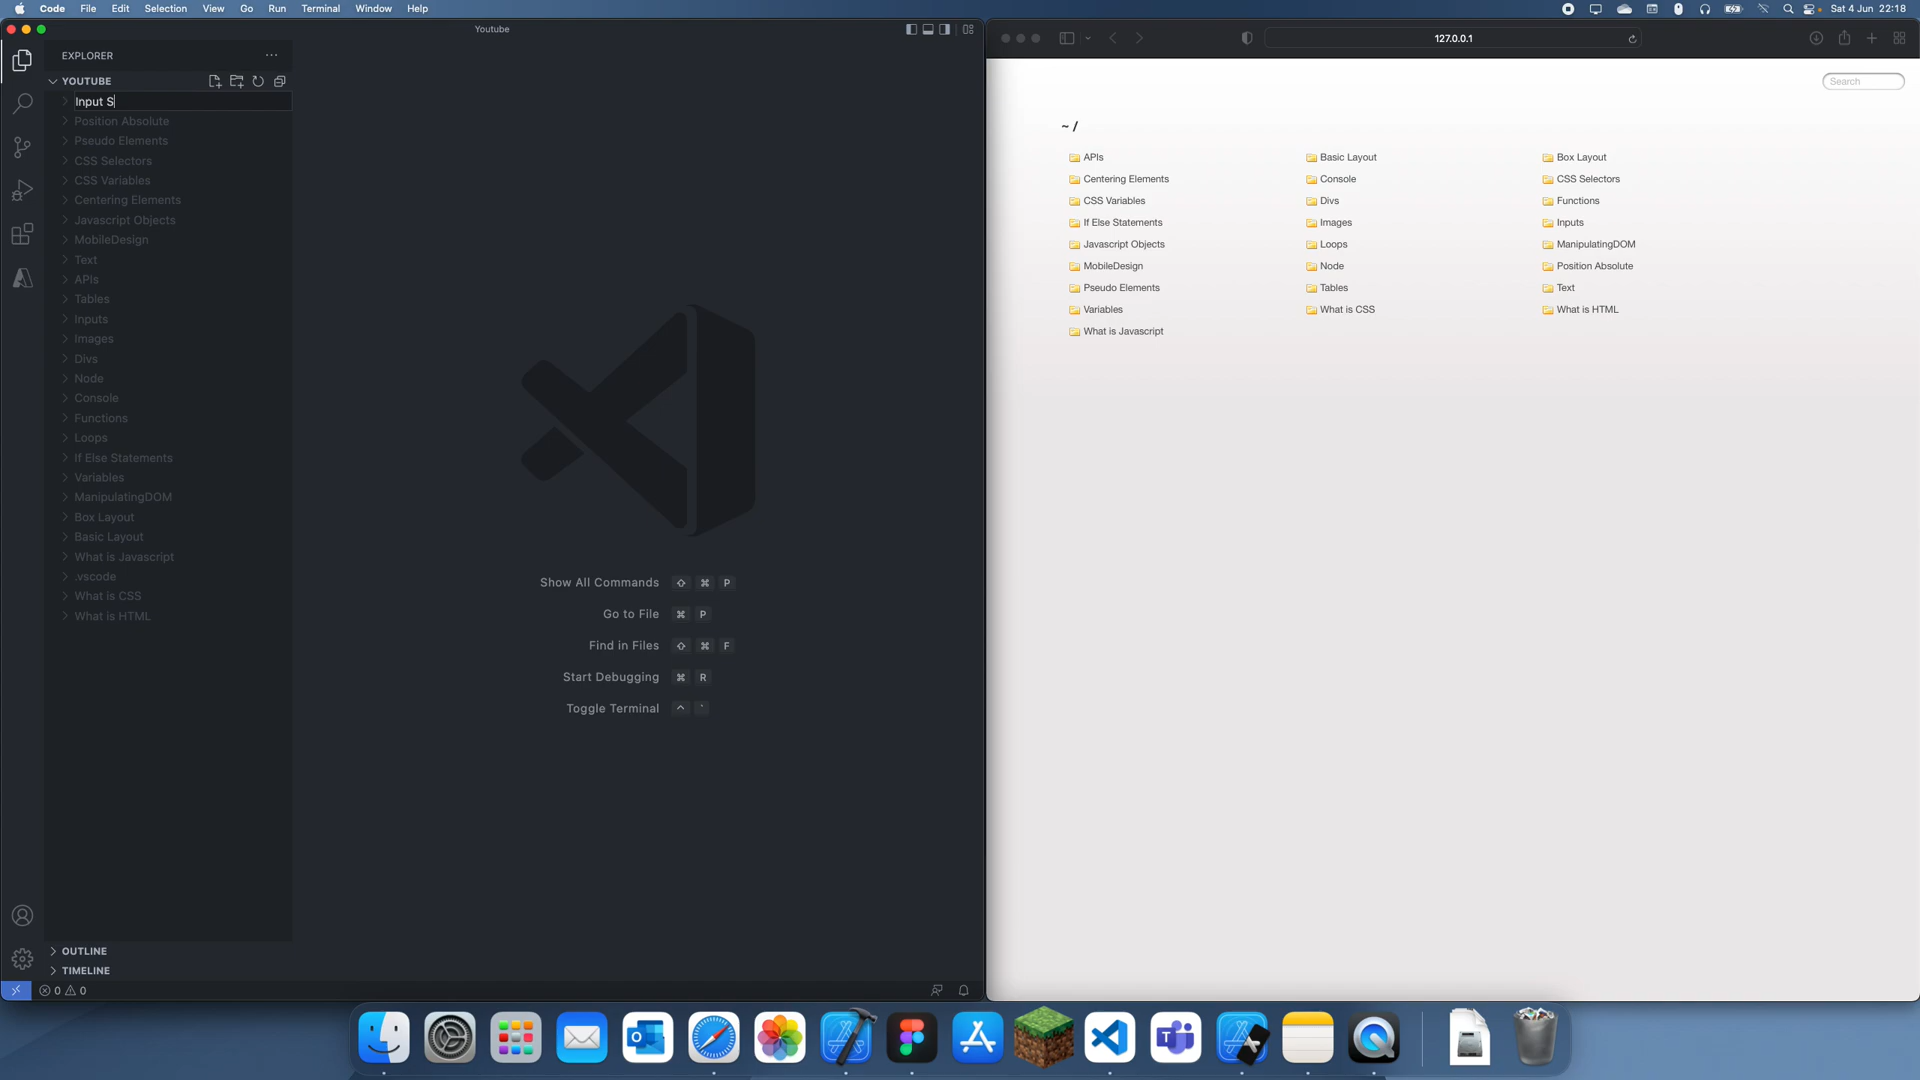 Code File Edit Selection View Go Run Terminal Window Help
Sat 4 Jun 22:18
Youtube
127.0.0.1
EXPLORER
YOUTUBE
Input S
Position Absolute
Pseudo Elements
CSS Selectors
CSS Variables
Centering Elements
Javascript Objects
MobileDesign
Text
APIs
Tables
Inputs
Images
Divs
Node
Console
Functions
Loops
If Else Statements
Variables
ManipulatingDOM
Box Layout
Basic Layout
What is Javascript
.vscode
What is CSS
What is HTML
OUTLINE
TIMELINE
0 0
Show All Commands ⇧ ⌘ P
Go to File ⌘ P
Find in Files ⇧ ⌘ F
Start Debugging ⌘ R
Toggle Terminal ^ `
Search
~ /
APIs Basic Layout Box Layout
Centering Elements Console CSS Selectors
CSS Variables Divs Functions
If Else Statements Images Inputs
Javascript Objects Loops ManipulatingDOM
MobileDesign Node Position Absolute
Pseudo Elements Tables Text
Variables What is CSS What is HTML
What is Javascript